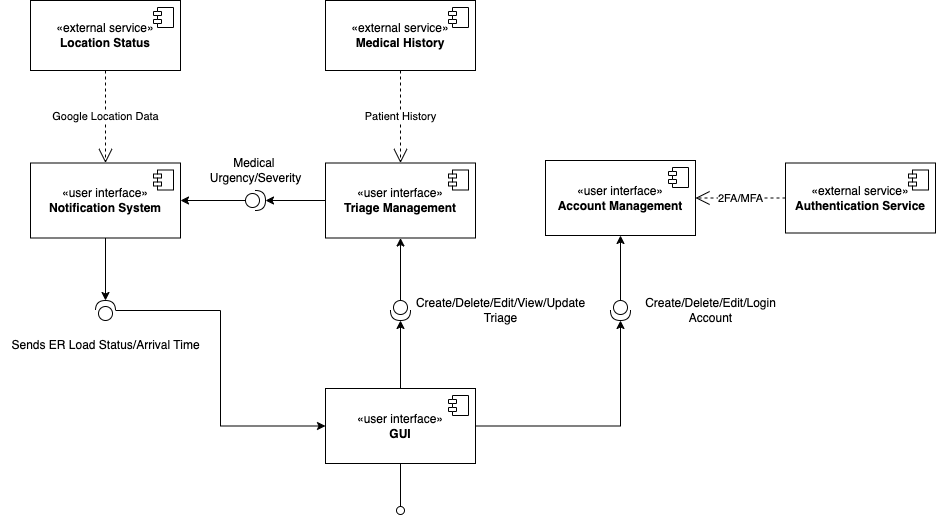 «external service»
Location Status
«external service»
Medical History
Google Location Data
Patient History
Medical
Urgency/Severity
«user interface»
Notification System
«user interface»
Triage Management
«user interface»
Account Management
2FA/MFA
«external service»
Authentication Service
Create/Delete/Edit/View/Update
Triage
Create/Delete/Edit/Login
Account
Sends ER Load Status/Arrival Time
«user interface»
GUI